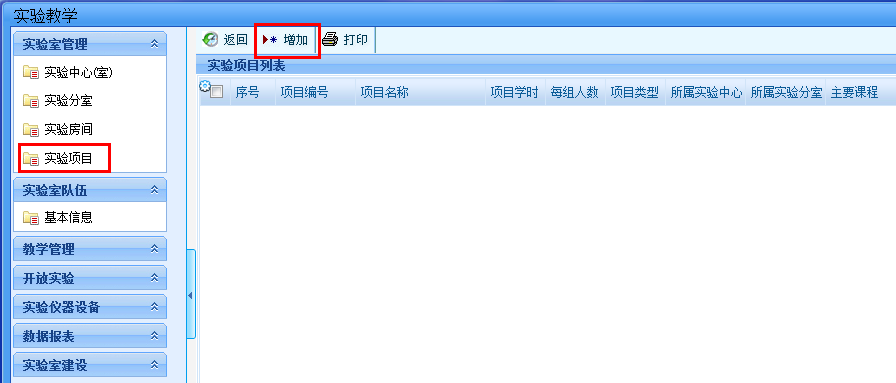 实验教学
实验室管理
实验中心(室)
实验分室
实验房间
实验项目
实验室队伍
基本信息
教学管理
开放实验
实验仪器设备
数据报表
实验室建设
返回 增加 打印
实验项目列表
序号 项目编号 项目名称 项目学时 每组人数 项目类型 所属实验中心 所属实验分室 主要课程